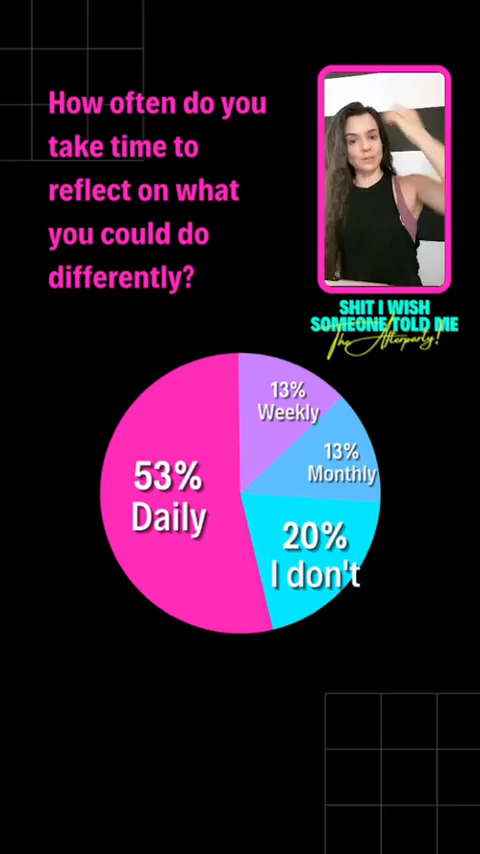 How often do you
take time to
reflect on what
you could do
differently?
SHIT I WISH
SOMEONE TOLD ME
The Afterparty!
13%
Weekly
13%
Monthly
53%
Daily
20%
I don't